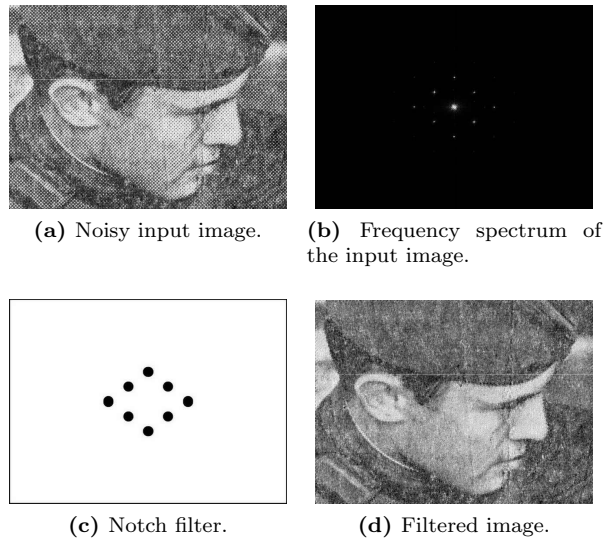 (a) Noisy input image.
(b) Frequency spectrum of
the input image.
(c) Notch filter.
(d) Filtered image.